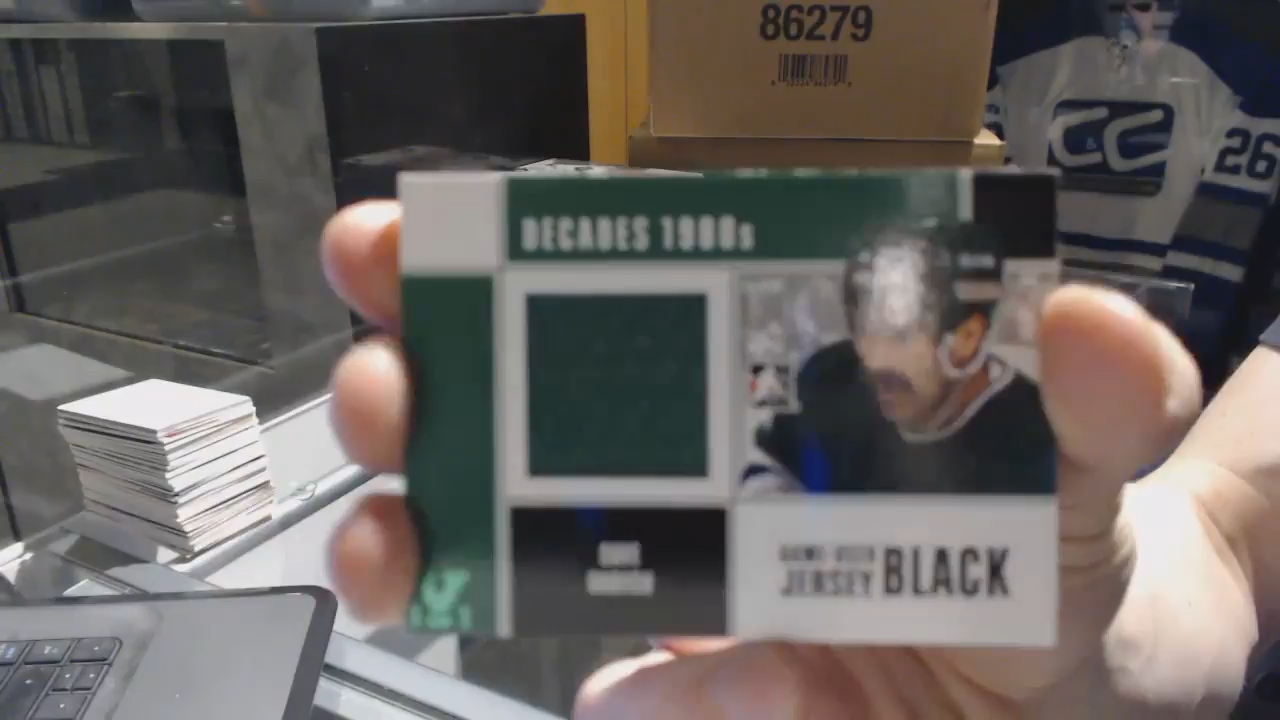 86279
C&C
26
DECADES 1980s
GAME-USED
JERSEY BLACK